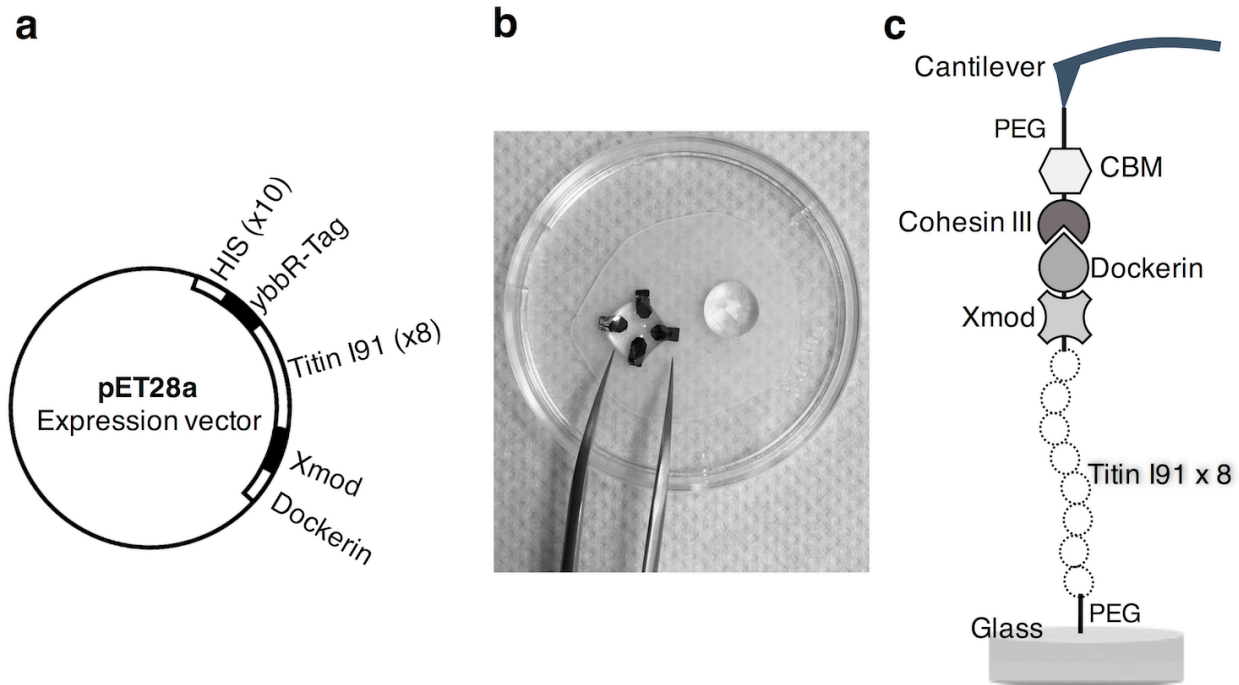 a
HIS (x10)
ybbR-Tag
Titin I91 (x8)
pET28a
Expression vector
Xmod
Dockerin
b
c
Cantilever
PEG
CBM
Cohesin III
Dockerin
Xmod
Titin I91 x 8
PEG
Glass